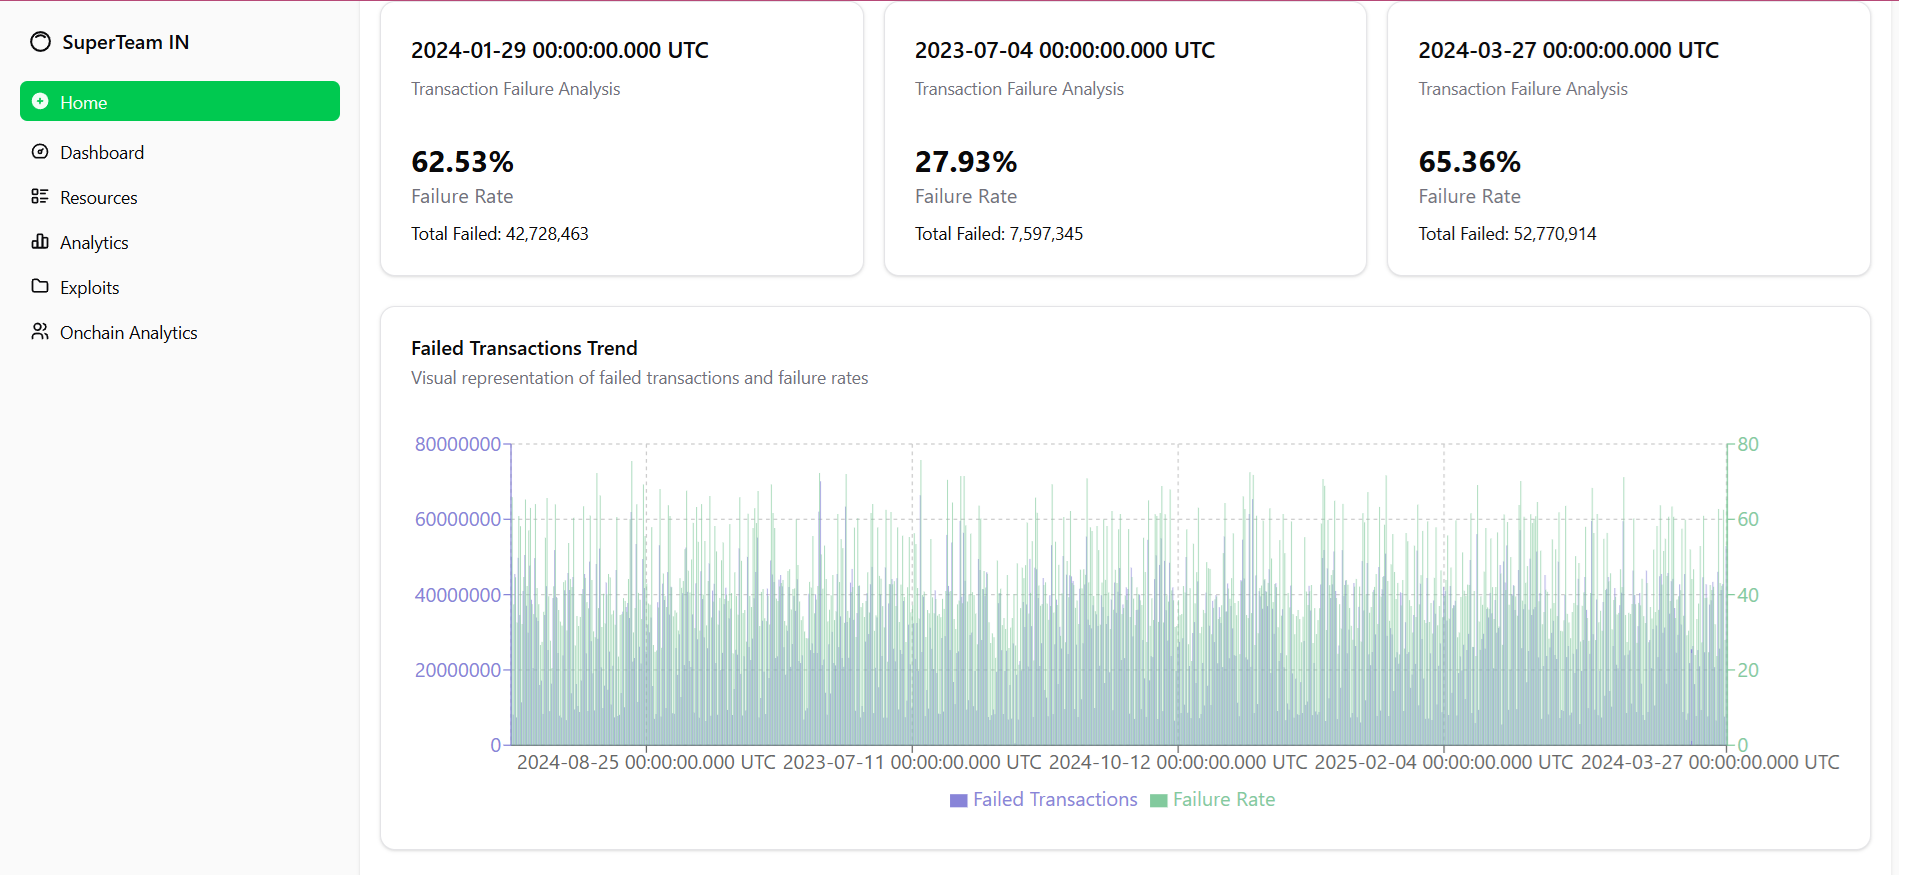 SuperTeam IN
Home
Dashboard
Resources
Analytics
Exploits
Onchain Analytics
2024-01-29 00:00:00.000 UTC
Transaction Failure Analysis
62.53%
Failure Rate
Total Failed: 42,728,463
2023-07-04 00:00:00.000 UTC
Transaction Failure Analysis
27.93%
Failure Rate
Total Failed: 7,597,345
2024-03-27 00:00:00.000 UTC
Transaction Failure Analysis
65.36%
Failure Rate
Total Failed: 52,770,914
Failed Transactions Trend
Visual representation of failed transactions and failure rates
80000000
60000000
40000000
20000000
0
80
60
40
20
0
2024-08-25 00:00:00.000 UTC
2023-07-11 00:00:00.000 UTC
2024-10-12 00:00:00.000 UTC
2025-02-04 00:00:00.000 UTC
2024-03-27 00:00:00.000 UTC
Failed Transactions
Failure Rate